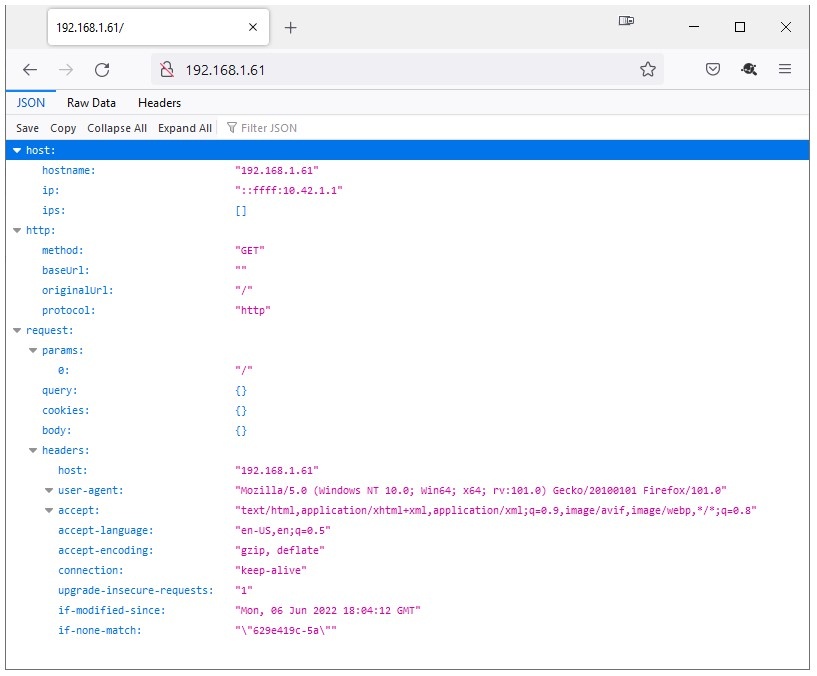 192.168.1.61/
192.168.1.61
JSON Raw Data Headers
Save Copy Collapse All Expand All Filter JSON
host:
hostname: "192.168.1.61"
ip: "::ffff:10.42.1.1"
ips: []
http:
method: "GET"
baseUrl: ""
originalUrl: "/"
protocol: "http"
request:
params:
0: "/"
query: {}
cookies: {}
body: {}
headers:
host: "192.168.1.61"
user-agent: "Mozilla/5.0 (Windows NT 10.0; Win64; x64; rv:101.0) Gecko/20100101 Firefox/101.0"
accept: "text/html,application/xhtml+xml,application/xml;q=0.9,image/avif,image/webp,*/*;q=0.8"
accept-language: "en-US,en;q=0.5"
accept-encoding: "gzip, deflate"
connection: "keep-alive"
upgrade-insecure-requests: "1"
if-modified-since: "Mon, 06 Jun 2022 18:04:12 GMT"
if-none-match: "\"629e419c-5a\""